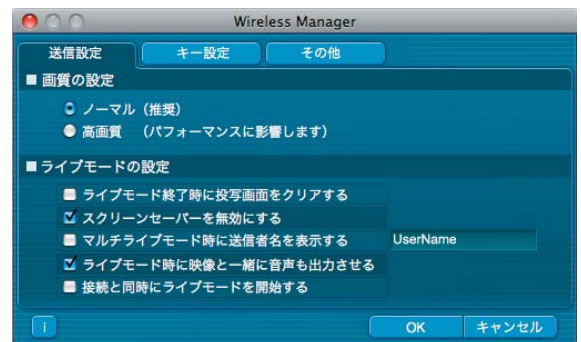 Wireless Manager
送信設定 キー設定 その他
■ 画質の設定
ノーマル（推奨）
高画質 （パフォーマンスに影響します）
■ ライブモードの設定
ライブモード終了時に投写画面をクリアする
スクリーンセーバーを無効にする
マルチライブモード時に送信者名を表示する UserName
ライブモード時に映像と一緒に音声も出力させる
接続と同時にライブモードを開始する
i OK キャンセル